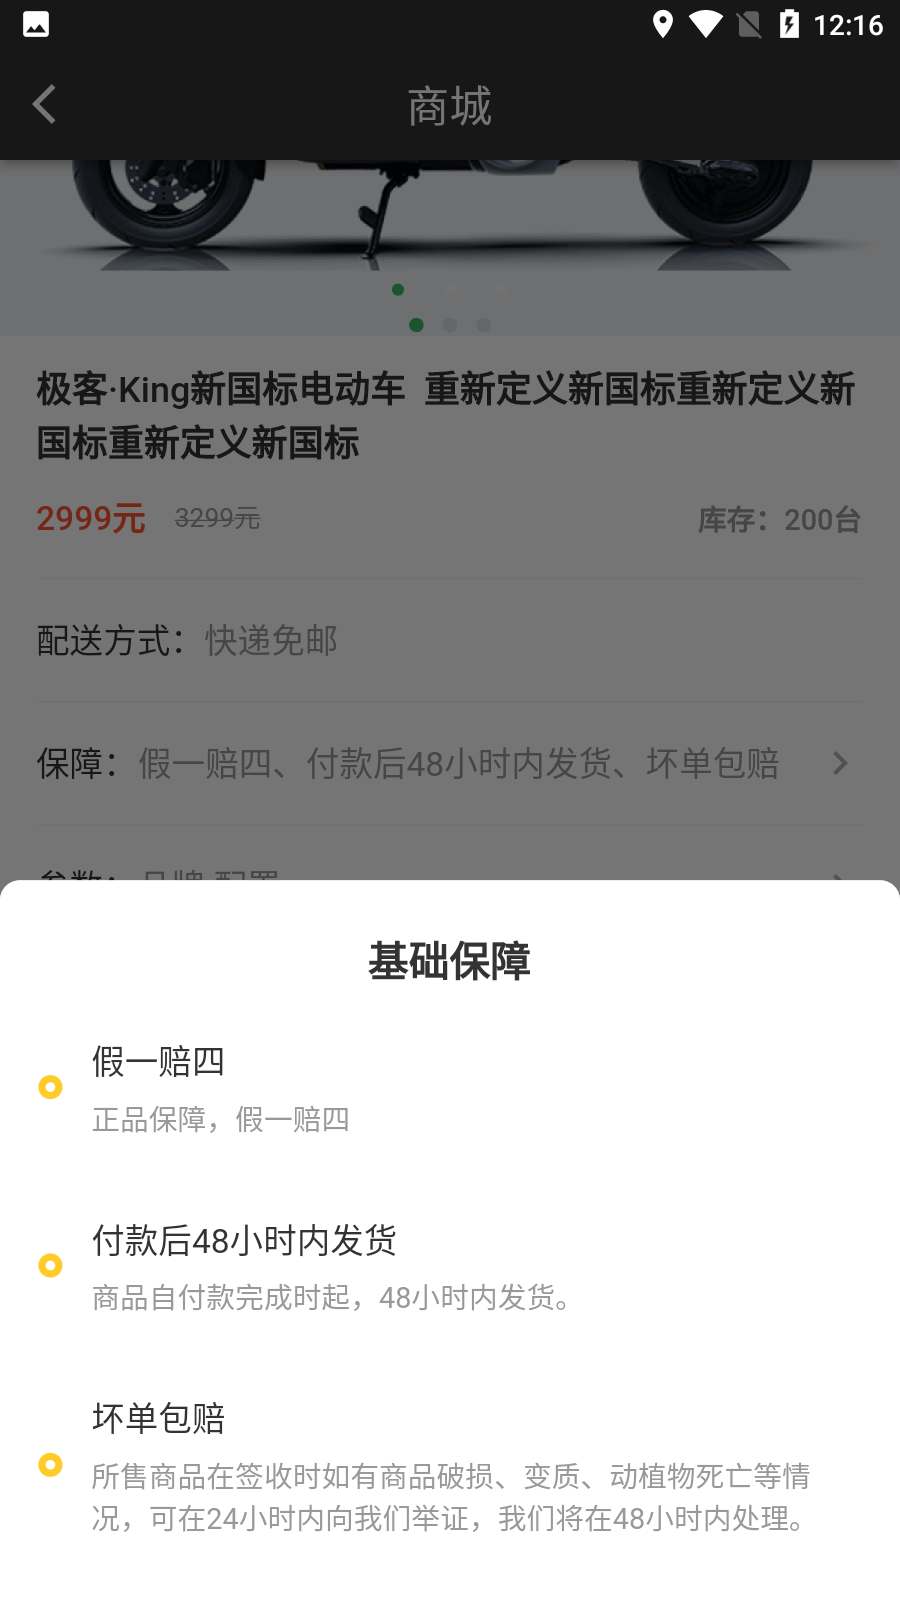 12:16
商城
极客·King新国标电动车 重新定义新国标重新定义新
国标重新定义新国标
2999元 3299元 库存：200台
配送方式：快递免邮
保障：假一赔四、付款后48小时内发货、坏单包赔
参数：品牌 配置
基础保障
假一赔四
正品保障，假一赔四
付款后48小时内发货
商品自付款完成时起，48小时内发货。
坏单包赔
所售商品在签收时如有商品破损、变质、动植物死亡等情
况，可在24小时内向我们举证，我们将在48小时内处理。